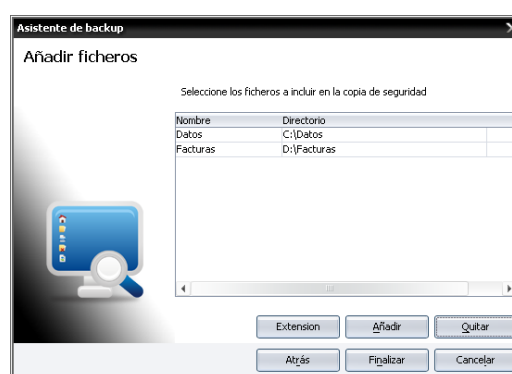 Asistente de backup
Añadir ficheros
Seleccione los ficheros a incluir en la copia de seguridad
Nombre Directorio
Datos C:\Datos
Facturas D:\Facturas
Extension Añadir Quitar
Atrás Finalizar Cancelar